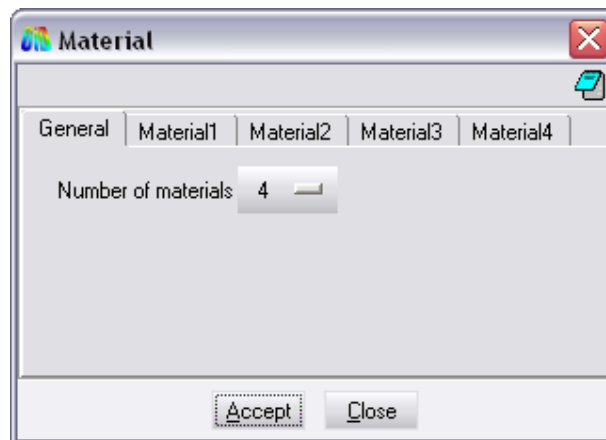 Material
General Material1 Material2 Material3 Material4
Number of materials 4
Accept Close